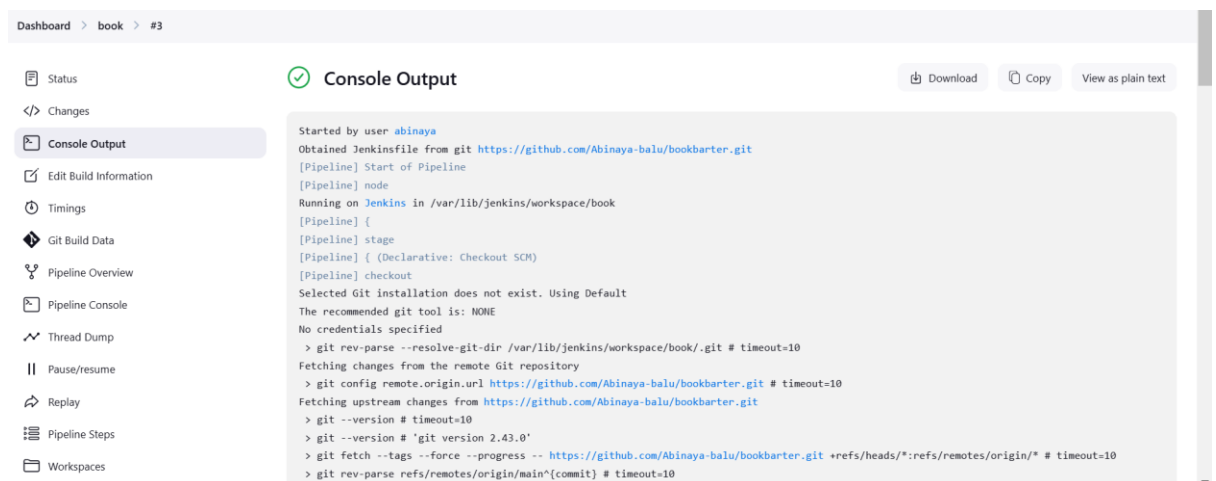 Dashboard > book > #3
Status
Changes
Console Output
Edit Build Information
Timings
Git Build Data
Pipeline Overview
Pipeline Console
Thread Dump
Pause/resume
Replay
Pipeline Steps
Workspaces
Console Output
Download
Copy
View as plain text
Started by user abinaya
Obtained Jenkinsfile from git https://github.com/Abinaya-balu/bookbarter.git
[Pipeline] Start of Pipeline
[Pipeline] node
Running on Jenkins in /var/lib/jenkins/workspace/book
[Pipeline] {
[Pipeline] stage
[Pipeline] { (Declarative: Checkout SCM)
[Pipeline] checkout
Selected Git installation does not exist. Using Default
The recommended git tool is: NONE
No credentials specified
> git rev-parse --resolve-git-dir /var/lib/jenkins/workspace/book/.git # timeout=10
Fetching changes from the remote Git repository
> git config remote.origin.url https://github.com/Abinaya-balu/bookbarter.git # timeout=10
Fetching upstream changes from https://github.com/Abinaya-balu/bookbarter.git
> git --version # timeout=10
> git --version # 'git version 2.43.0'
> git fetch --tags --force --progress -- https://github.com/Abinaya-balu/bookbarter.git +refs/heads/*:refs/remotes/origin/* # timeout=10
> git rev-parse refs/remotes/origin/main^{commit} # timeout=10